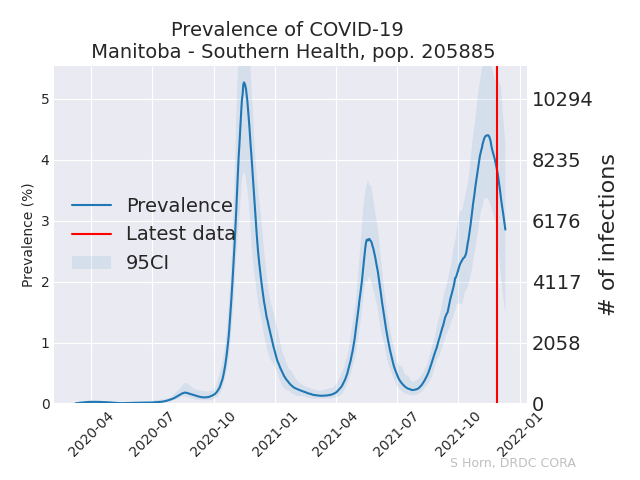 Prevalence of COVID-19
Manitoba - Southern Health, pop. 205885
Prevalence (%)
5
4
3
2
1
0
Prevalence
Latest data
95CI
10294
8235
6176
4117
2058
0
# of infections
2020-04
2020-07
2020-10
2021-01
2021-04
2021-07
2021-10
2022-01
S Horn, DRDC CORA